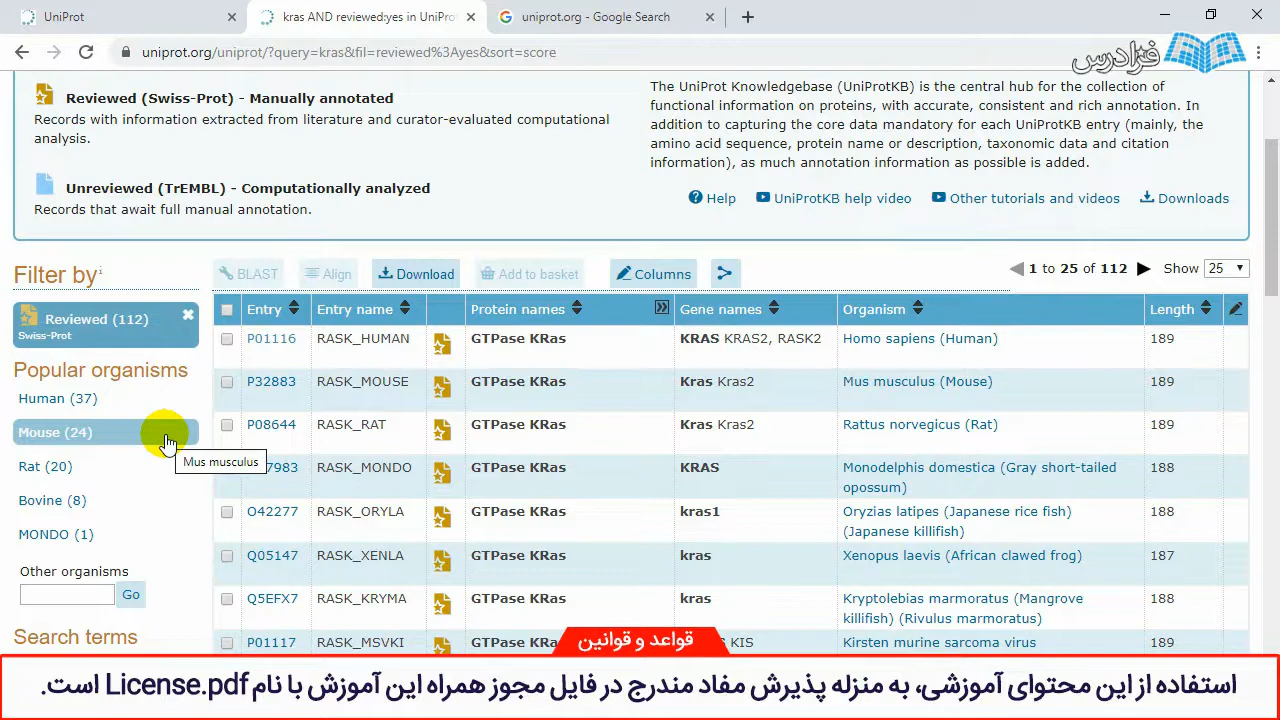 UniProt
kras AND reviewed:yes in UniPro
uniprot.org - Google Search
uniprot.org/uniprot/?query=kras&fil=reviewed%3Ayes&sort=score
فرادرس
Reviewed (Swiss-Prot) - Manually annotated
Records with information extracted from literature and curator-evaluated computational
analysis.
Unreviewed (TrEMBL) - Computationally analyzed
Records that await full manual annotation.
The UniProt Knowledgebase (UniProtKB) is the central hub for the collection of
functional information on proteins, with accurate, consistent and rich annotation. In
addition to capturing the core data mandatory for each UniProtKB entry (mainly, the
amino acid sequence, protein name or description, taxonomic data and citation
information), as much annotation information as possible is added.
Help UniProtKB help video Other tutorials and videos Downloads
Filter by i
Reviewed (112)
Swiss-Prot
Popular organisms
Human (37)
Mouse (24)
Mus musculus
Rat (20)
Bovine (8)
MONDO (1)
Other organisms
Go
Search terms
BLAST Align Download Add to basket Columns
1 to 25 of 112 Show 25
Entry Entry name Protein names Gene names Organism Length
P01116 RASK_HUMAN GTPase KRas KRAS KRAS2, RASK2 Homo sapiens (Human) 189
P32883 RASK_MOUSE GTPase KRas Kras Kras2 Mus musculus (Mouse) 189
P08644 RASK_RAT GTPase KRas Kras Kras2 Rattus norvegicus (Rat) 189
7983 RASK_MONDO GTPase KRas KRAS Monodelphis domestica (Gray short-tailed 188
opossum)
O42277 RASK_ORYLA GTPase KRas kras1 Oryzias latipes (Japanese rice fish) 188
(Japanese killifish)
Q05147 RASK_XENLA GTPase KRas kras Xenopus laevis (African clawed frog) 187
Q5EFX7 RASK_KRYMA GTPase KRas kras Kryptolebias marmoratus (Mangrove 188
killifish) (Rivulus marmoratus)
P01117 RASK_MSVKI GTPase KRas KIS Kirsten murine sarcoma virus 189
قواعد و قوانین
استفاده از این محتوای آموزشی، به منزله پذیرش مفاد مندرج در فایل مجوز همراه این آموزش با نام License.pdf است.